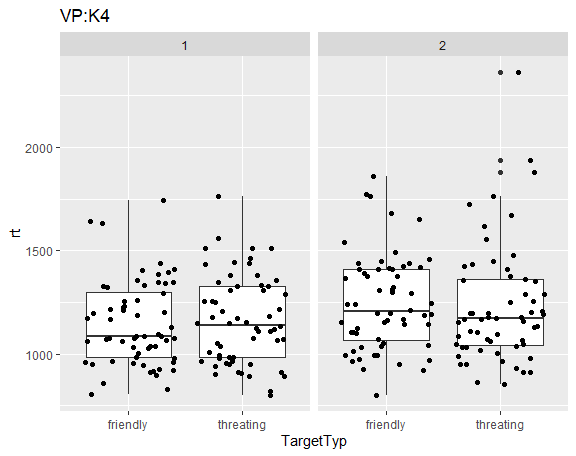 VP:K4
1
2
rt
2000
1500
1000
friendly
threating
friendly
threating
TargetTyp